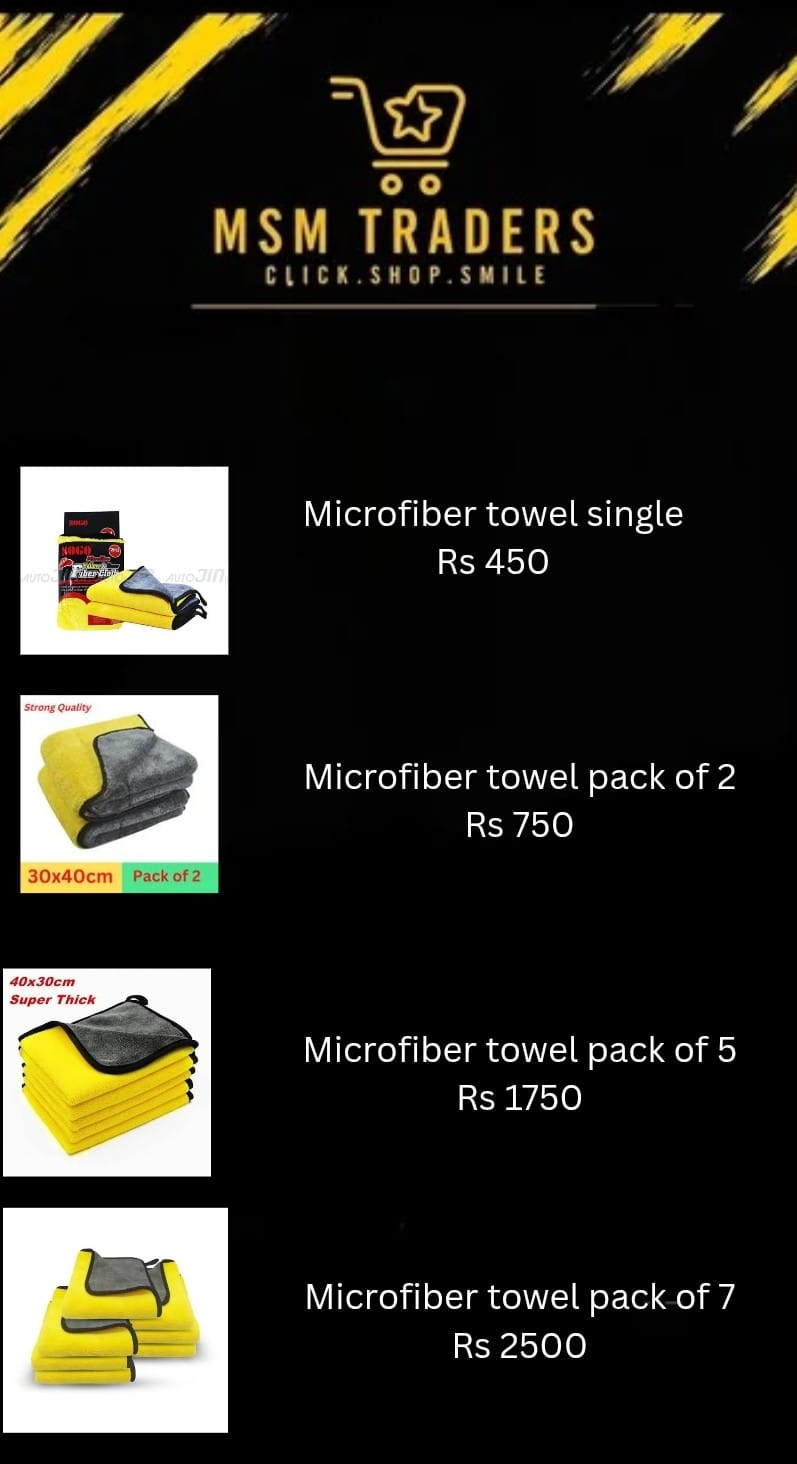 MSM TRADERS
CLICK.SHOP.SMILE
SOGO
SOGO
Fiber Cloth
AUTOJIN
Microfiber towel single
Rs 450
Strong Quality
30x40cm
Pack of 2
Microfiber towel pack of 2
Rs 750
40x30cm
Super Thick
Microfiber towel pack of 5
Rs 1750
Microfiber towel pack of 7
Rs 2500